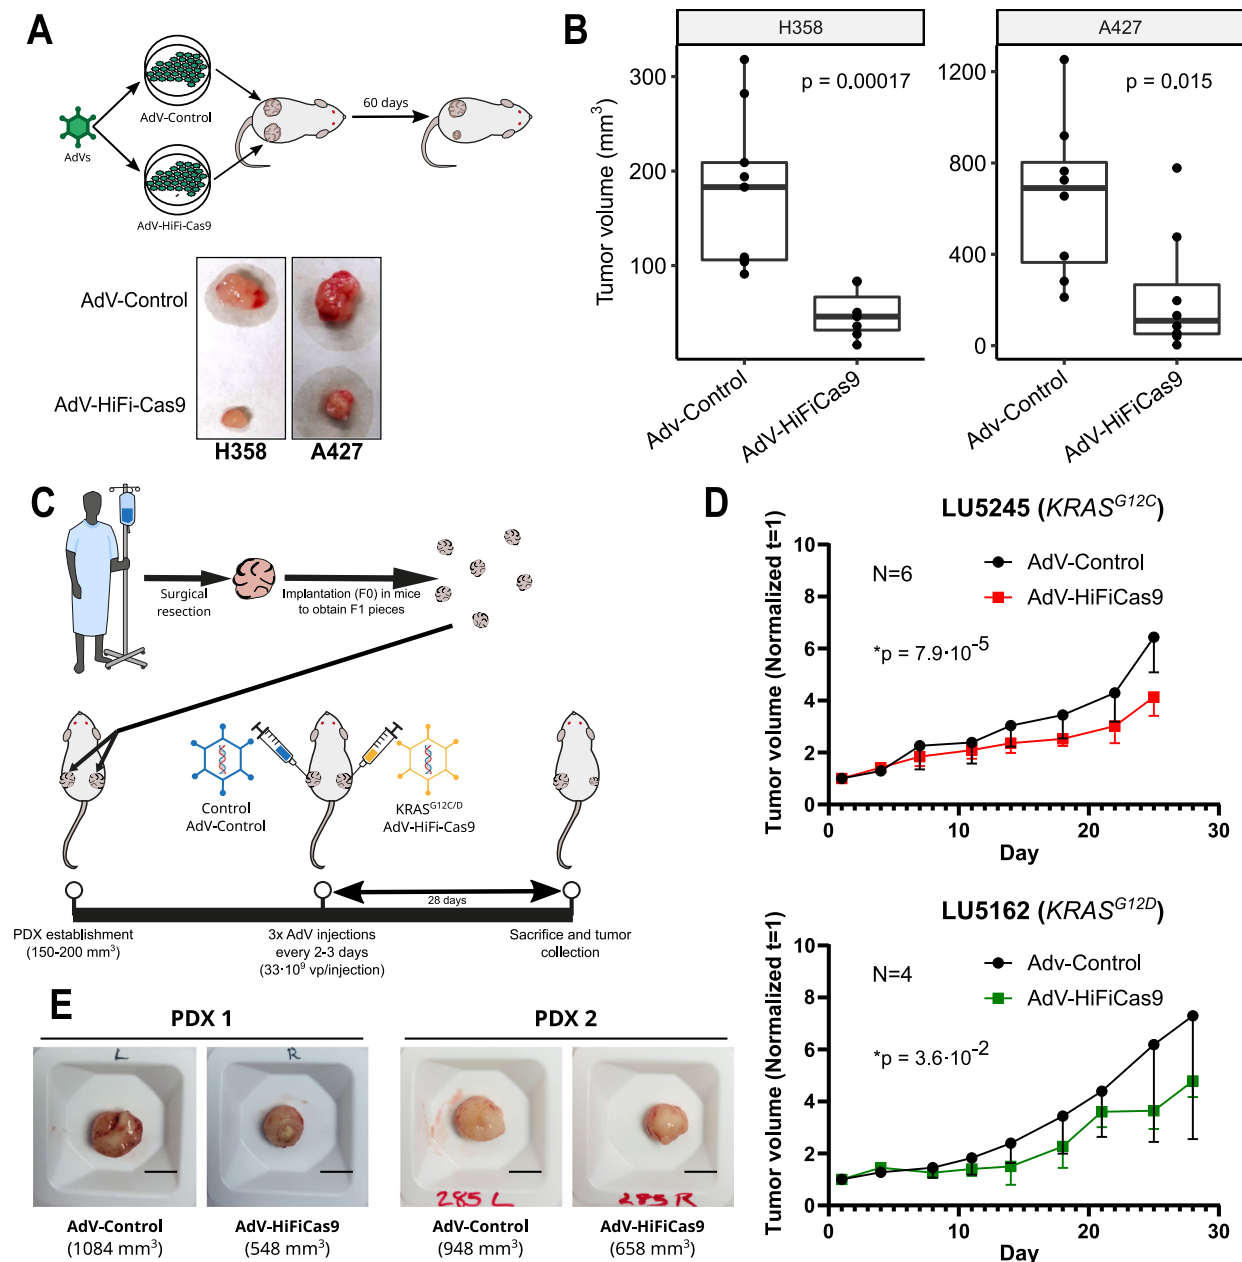 A
AdVs
AdV-Control
AdV-HiFi-Cas9
60 days
AdV-Control
AdV-HiFi-Cas9
H358
A427
B
H358
A427
Tumor volume (mm³)
300
200
100
p = 0.00017
Adv-Control
AdV-HiFiCas9
1200
800
400
0
p = 0.015
Adv-Control
AdV-HiFiCas9
C
Surgical
resection
Implantation (F0) in mice
to obtain F1 pieces
Control
AdV-Control
KRAS^G12C/D
AdV-HiFi-Cas9
28 days
PDX establishment
(150-200 mm³)
3x AdV injections
every 2-3 days
(33·10⁹ vp/injection)
Sacrifice and tumor
collection
D
LU5245 (KRAS^G12C)
Tumor volume (Normalized t=1)
10
8
6
4
2
0
N=6
AdV-Control
AdV-HiFiCas9
*p = 7.9·10⁻⁵
0
10
20
30
Day
LU5162 (KRAS^G12D)
Tumor volume (Normalized t=1)
10
8
6
4
2
0
N=4
Adv-Control
AdV-HiFiCas9
*p = 3.6·10⁻²
0
10
20
30
Day
E
PDX 1
PDX 2
L
R
285 L
285 R
AdV-Control
(1084 mm³)
AdV-HiFiCas9
(548 mm³)
AdV-Control
(948 mm³)
AdV-HiFiCas9
(658 mm³)